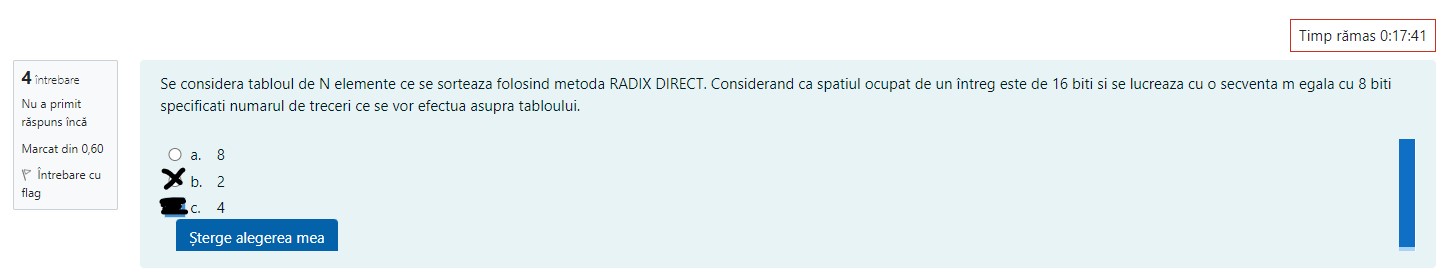 Timp rămas 0:17:41
4 întrebare
Nu a primit
răspuns încă
Marcat din 0,60
Întrebare cu
flag
Se considera tabloul de N elemente ce se sorteaza folosind metoda RADIX DIRECT. Considerand ca spatiul ocupat de un întreg este de 16 biti si se lucreaza cu o secventa m egala cu 8 biti
specificati numarul de treceri ce se vor efectua asupra tabloului.
a. 8
b. 2
c. 4
Șterge alegerea mea